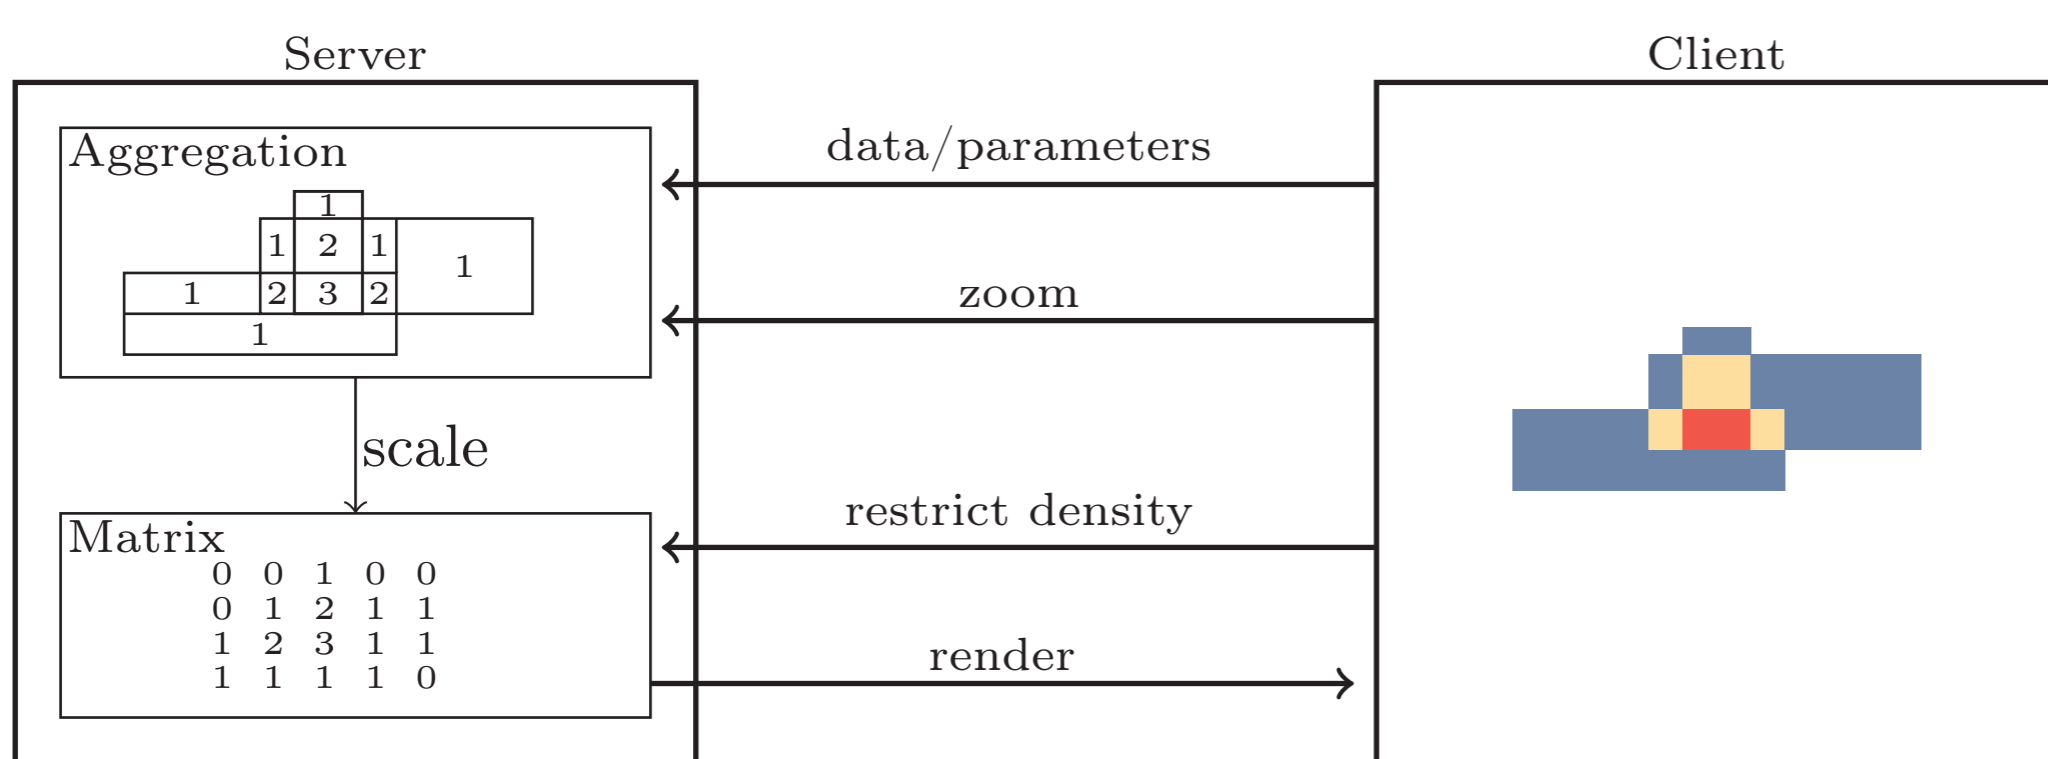 Server
Client
Aggregation
1
1 2 1
1
1 2 3 2
1
scale
Matrix
0 0 1 0 0
0 1 2 1 1
1 2 3 1 1
1 1 1 1 0
data/parameters
zoom
restrict density
render